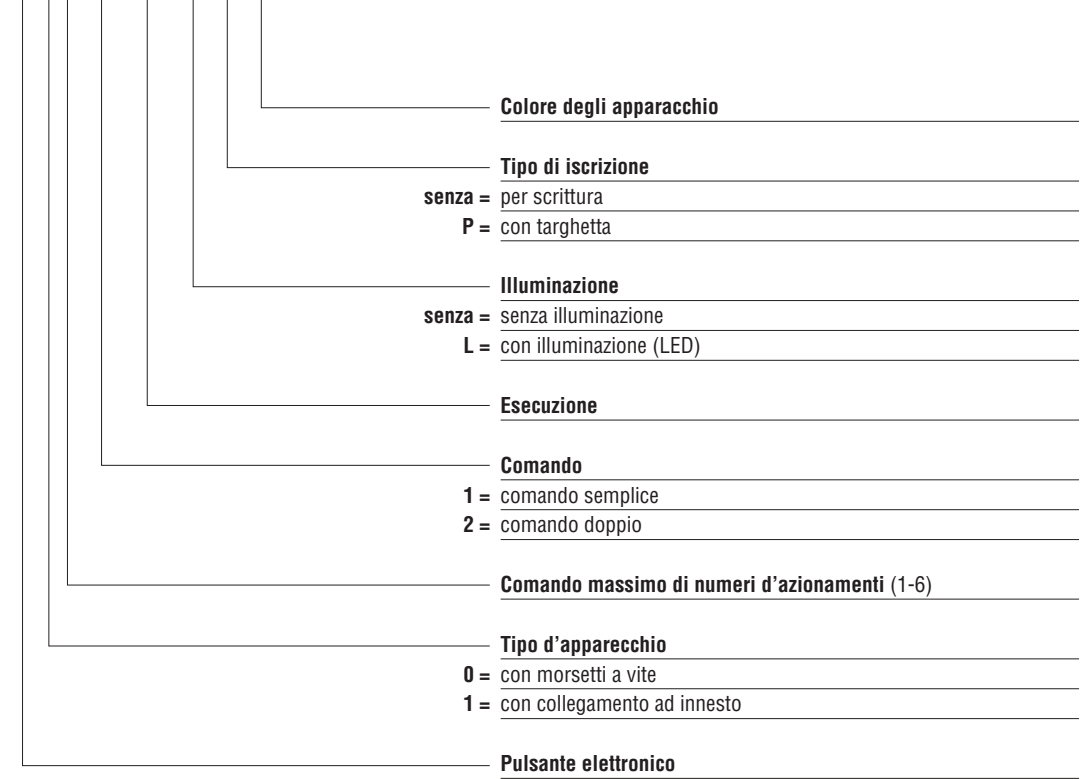 Colore degli apparacchio
Tipo di iscrizione
senza = per scrittura
P = con targhetta
Illuminazione
senza = senza illuminazione
L = con illuminazione (LED)
Esecuzione
Comando
1 = comando semplice
2 = comando doppio
Comando massimo di numeri d’azionamenti (1-6)
Tipo d’apparecchio
0 = con morsetti a vite
1 = con collegamento ad innesto
Pulsante elettronico